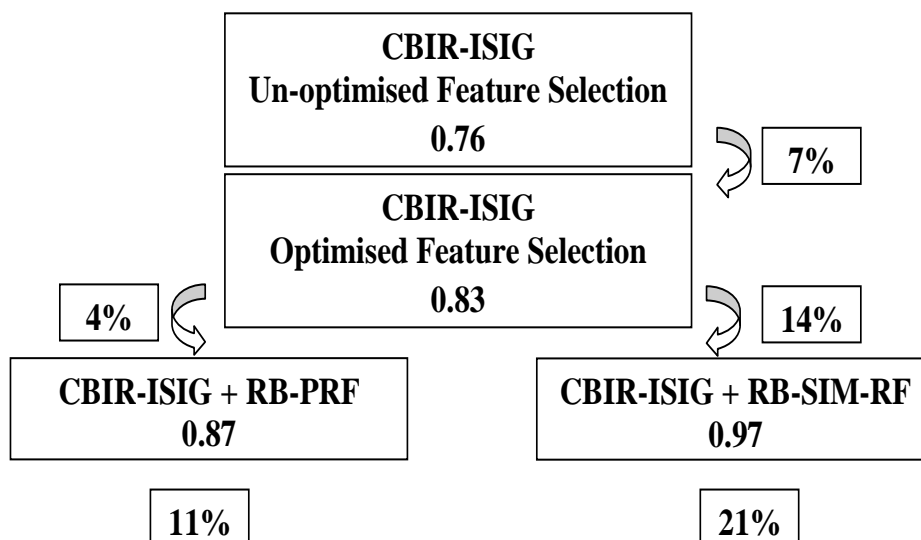 CBIR-ISIG
Un-optimised Feature Selection
0.76
7%
CBIR-ISIG
Optimised Feature Selection
0.83
4%
14%
CBIR-ISIG + RB-PRF
0.87
CBIR-ISIG + RB-SIM-RF
0.97
11%
21%